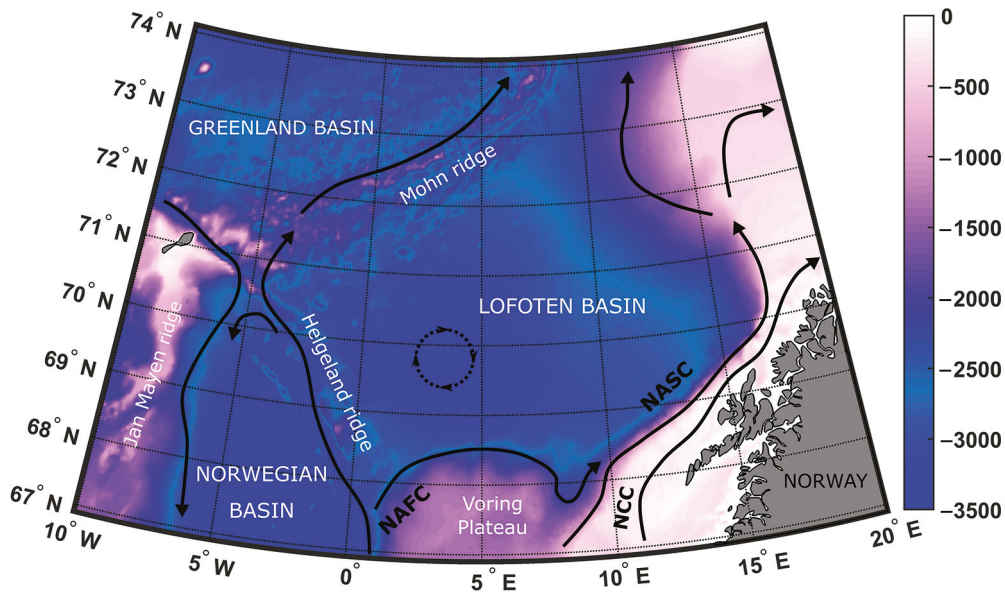 74° N
73° N
72° N
71° N
70° N
69° N
68° N
67° N
10° W
5° W
0°
5° E
10° E
15° E
20° E
GREENLAND BASIN
Mohn ridge
LOFOTEN BASIN
Jan Mayen ridge
Helgeland ridge
NORWEGIAN
BASIN
NAFC
Voring
Plateau
NASC
NCC
NORWAY
0
−500
−1000
−1500
−2000
−2500
−3000
−3500